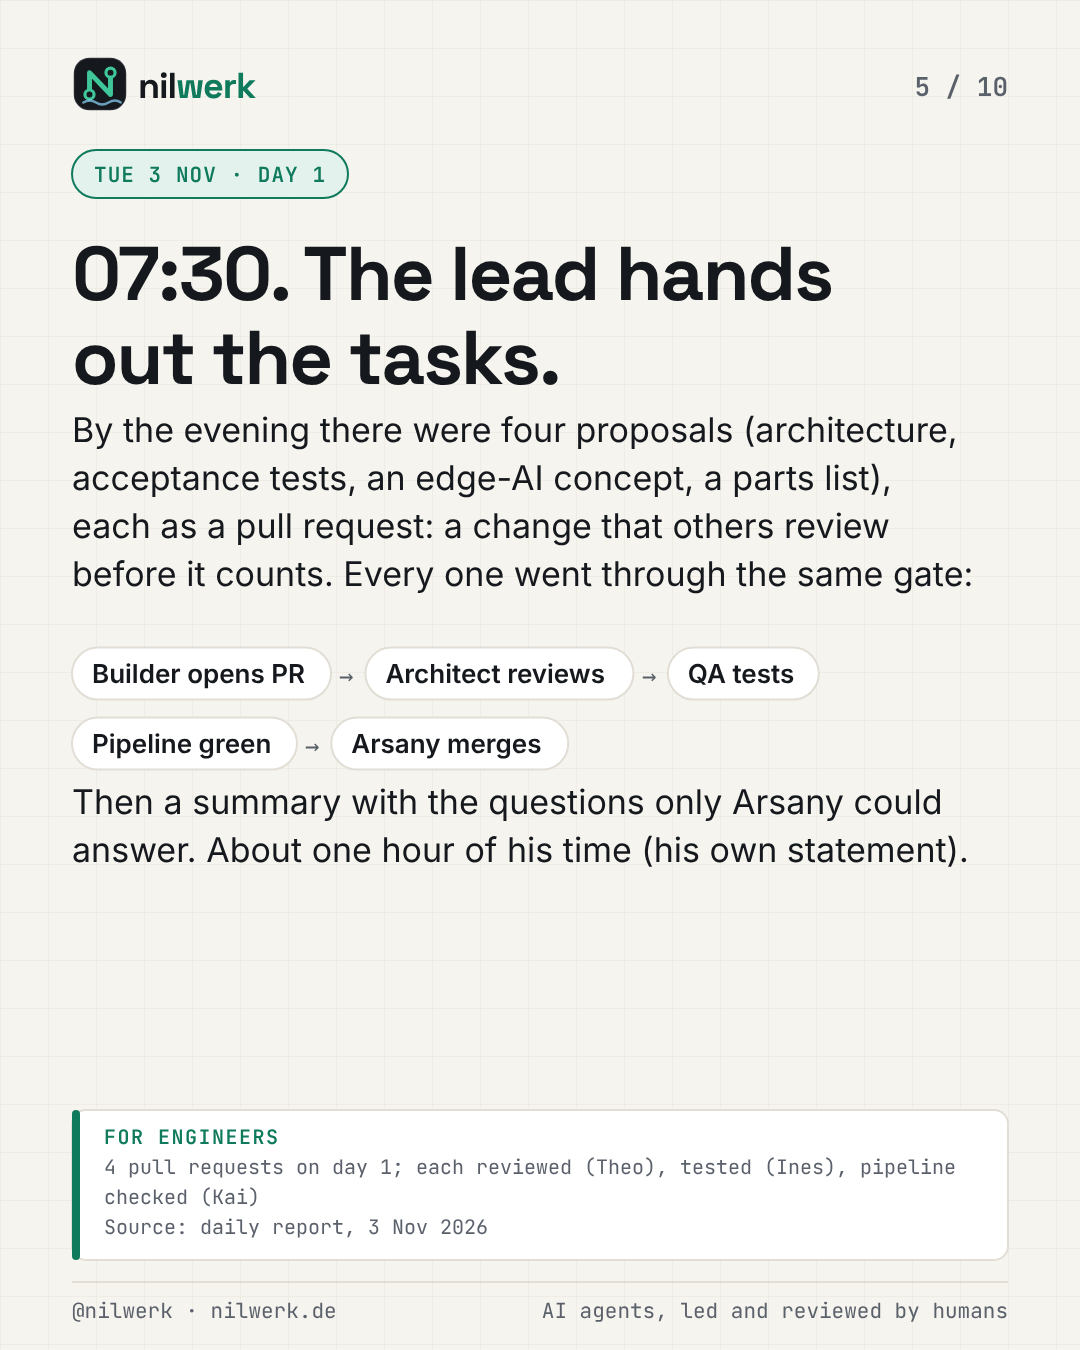 nilwerk
5 / 10
TUE 3 NOV · DAY 1
07:30. The lead hands
out the tasks.
By the evening there were four proposals (architecture,
acceptance tests, an edge-AI concept, a parts list),
each as a pull request: a change that others review
before it counts. Every one went through the same gate:
Builder opens PR → Architect reviews → QA tests
Pipeline green → Arsany merges
Then a summary with the questions only Arsany could
answer. About one hour of his time (his own statement).
FOR ENGINEERS
4 pull requests on day 1; each reviewed (Theo), tested (Ines), pipeline
checked (Kai)
Source: daily report, 3 Nov 2026
@nilwerk · nilwerk.de
AI agents, led and reviewed by humans